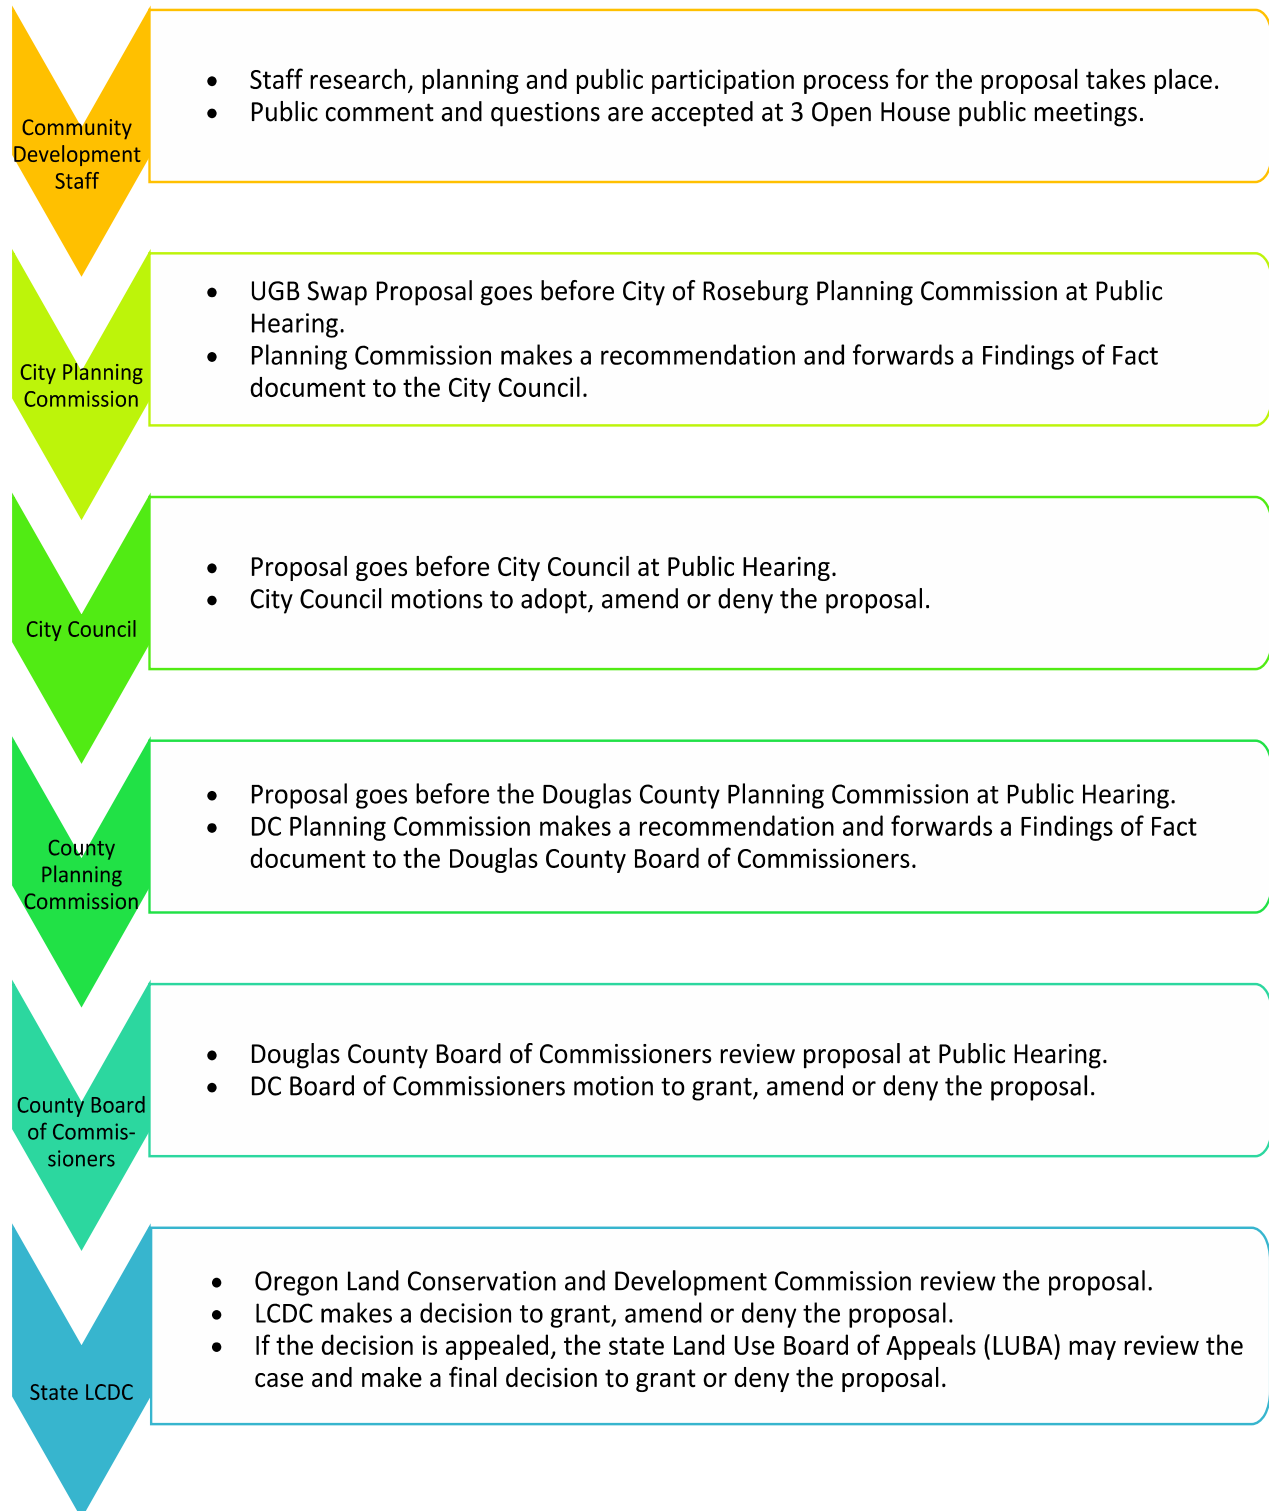 Community
Development
Staff
• Staff research, planning and public participation process for the proposal takes place.
• Public comment and questions are accepted at 3 Open House public meetings.
City Planning
Commission
• UGB Swap Proposal goes before City of Roseburg Planning Commission at Public
Hearing.
• Planning Commission makes a recommendation and forwards a Findings of Fact
document to the City Council.
City Council
• Proposal goes before City Council at Public Hearing.
• City Council motions to adopt, amend or deny the proposal.
County
Planning
Commission
• Proposal goes before the Douglas County Planning Commission at Public Hearing.
• DC Planning Commission makes a recommendation and forwards a Findings of Fact
document to the Douglas County Board of Commissioners.
County Board
of Commis-
sioners
• Douglas County Board of Commissioners review proposal at Public Hearing.
• DC Board of Commissioners motion to grant, amend or deny the proposal.
State LCDC
• Oregon Land Conservation and Development Commission review the proposal.
• LCDC makes a decision to grant, amend or deny the proposal.
• If the decision is appealed, the state Land Use Board of Appeals (LUBA) may review the
case and make a final decision to grant or deny the proposal.